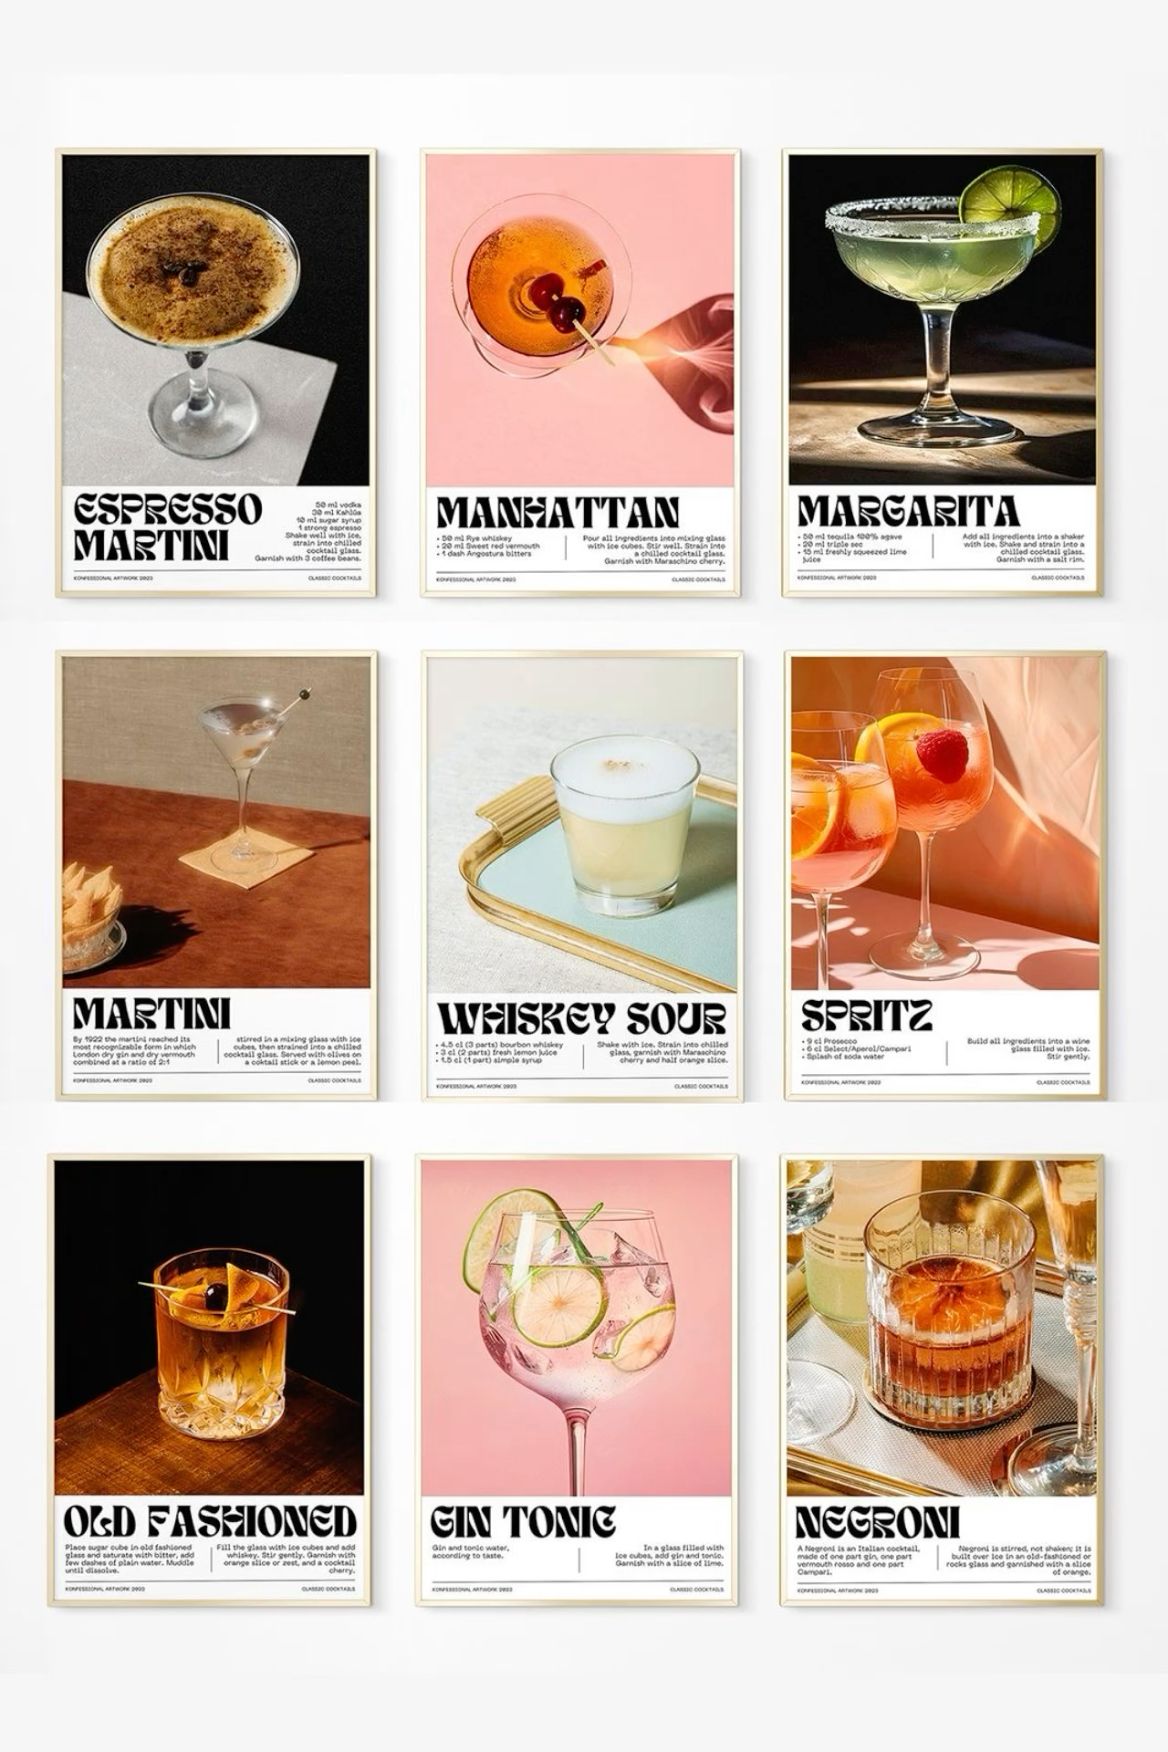 ESPRESSO
MARTINI
50 ml vodka
30 ml Kahlúa
10 ml sugar syrup
1 strong espresso
Shake well with ice,
strain into chilled
cocktail glass.
Garnish with 3 coffee beans.
KONFESSIONAL ARTWORK 2023
CLASSIC COCKTAILS
MANHATTAN
• 50 ml Rye whiskey
• 20 ml Sweet red vermouth
• 1 dash Angostura bitters
Pour all ingredients into mixing glass
with ice cubes. Stir well. Strain into
a chilled cocktail glass.
Garnish with Maraschino cherry.
KONFESSIONAL ARTWORK 2023
CLASSIC COCKTAILS
MARGARITA
• 50 ml tequila 100% agave
• 20 ml triple sec
• 15 ml freshly squeezed lime
juice
Add all ingredients into a shaker
with ice. Shake and strain into a
chilled cocktail glass.
Garnish with a salt rim.
KONFESSIONAL ARTWORK 2023
CLASSIC COCKTAILS
MARTINI
By 1922 the martini reached its
most recognizable form in which
London dry gin and dry vermouth
combined at a ratio of 2:1
stirred in a mixing glass with ice
cubes, then strained into a chilled
cocktail glass. Served with olives on
a cocktail stick or a lemon peel.
KONFESSIONAL ARTWORK 2023
CLASSIC COCKTAILS
WHISKEY SOUR
• 4.5 cl (3 parts) bourbon whiskey
• 3 cl (2 parts) fresh lemon juice
• 1.5 cl (1 part) simple syrup
Shake with ice. Strain into chilled
glass, garnish with Maraschino
cherry and half orange slice.
KONFESSIONAL ARTWORK 2023
CLASSIC COCKTAILS
SPRITZ
• 9 cl Prosecco
• 6 cl Select/Aperol/Campari
• Splash of soda water
Build all ingredients into a wine
glass filled with ice.
Stir gently.
KONFESSIONAL ARTWORK 2023
CLASSIC COCKTAILS
OLD FASHIONED
Place sugar cube in old fashioned
glass and saturate with bitter, add
few dashes of plain water. Muddle
until dissolve.
Fill the glass with ice cubes and add
whiskey. Stir gently. Garnish with
orange slice or zest, and a cocktail
cherry.
KONFESSIONAL ARTWORK 2023
CLASSIC COCKTAILS
GIN TONIC
Gin and tonic water,
according to taste.
In a glass filled with
ice cubes, add gin and tonic.
Garnish with a slice of lime.
KONFESSIONAL ARTWORK 2023
CLASSIC COCKTAILS
NEGRONI
A Negroni is an Italian cocktail,
made of one part gin, one part
vermouth rosso and one part
Campari.
Negroni is stirred, not shaken; it is
built over ice in an old-fashioned or
rocks glass and garnished with a slice
of orange.
KONFESSIONAL ARTWORK 2023
CLASSIC COCKTAILS